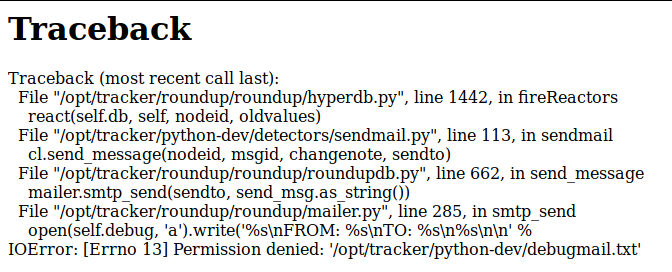 Traceback
Traceback (most recent call last):
File "/opt/tracker/roundup/roundup/hyperdb.py", line 1442, in fireReactors
react(self.db, self, nodeid, oldvalues)
File "/opt/tracker/python-dev/detectors/sendmail.py", line 113, in sendmail
cl.send_message(nodeid, msgid, changenote, sendto)
File "/opt/tracker/roundup/roundup/roundupdb.py", line 662, in send_message
mailer.smtp_send(sendto, send_msg.as_string())
File "/opt/tracker/roundup/roundup/mailer.py", line 285, in smtp_send
open(self.debug, 'a').write('%s\nFROM: %s\nTO: %s\n%s\n\n' %
IOError: [Errno 13] Permission denied: '/opt/tracker/python-dev/debugmail.txt'